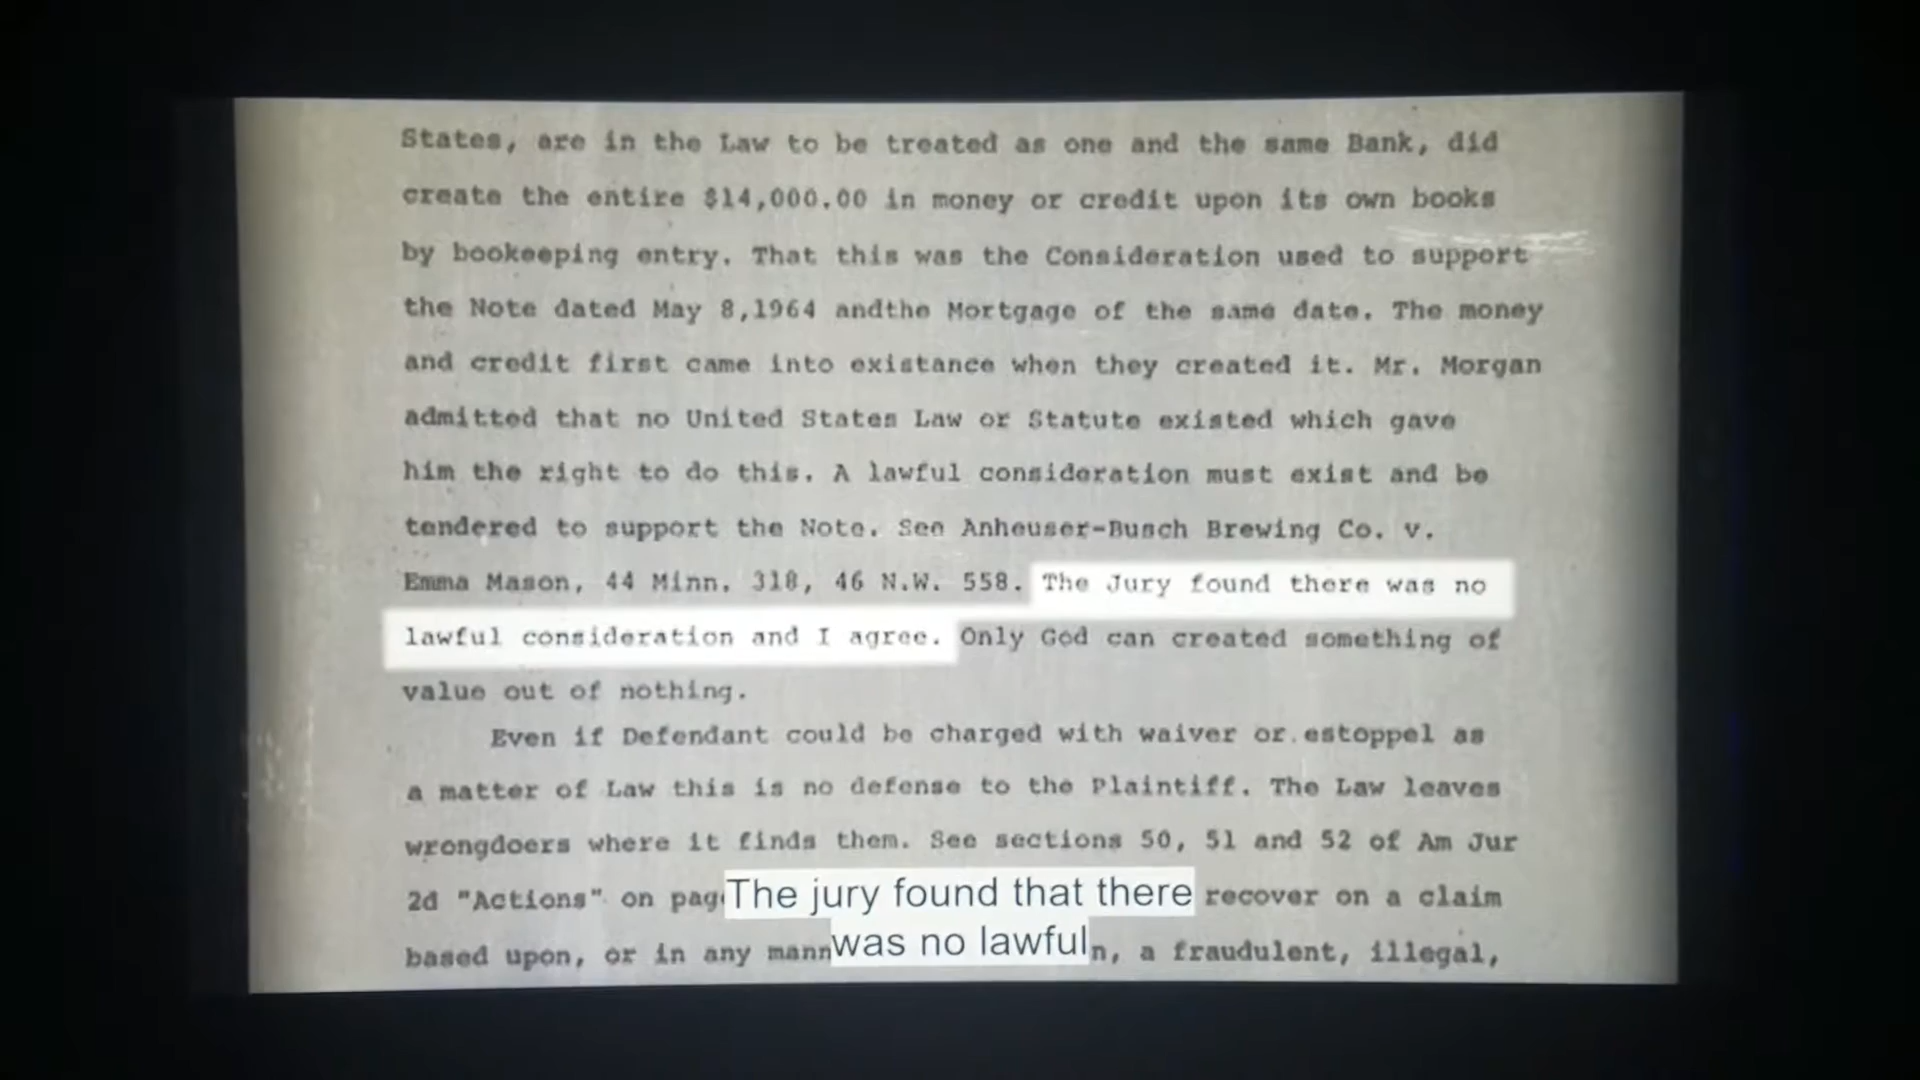 States, are in the Law to be treated as one and the same Bank, did
create the entire $14,000.00 in money or credit upon its own books
by bookeeping entry. That this was the Consideration used to support
the Note dated May 8,1964 andthe Mortgage of the same date. The money
and credit first came into existance when they created it. Mr. Morgan
admitted that no United States Law or Statute existed which gave
him the right to do this. A lawful consideration must exist and be
tendered to support the Note. See Anheuser-Busch Brewing Co. v.
Emma Mason, 44 Minn. 318, 46 N.W. 558. The Jury found there was no
lawful consideration and I agree. Only God can created something of
value out of nothing.
Even if Defendant could be charged with waiver or estoppel as
a matter of Law this is no defense to the Plaintiff. The Law leaves
wrongdoers where it finds them. See sections 50, 51 and 52 of Am Jur
2d "Actions" on recover on a claim
based upon, or in any a fraudulent, illegal,
The jury found that there
was no lawful